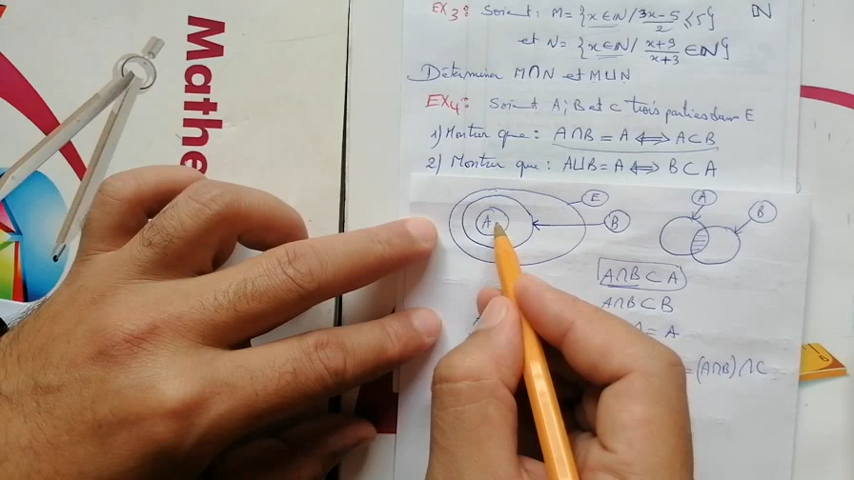 Mathe
EX3: Soient: M = {x∈ℕ / 3x-5/2 ≤ 5} ℕ
et N = {x∈ℕ / x+9/x+3 ∈ℕ}
Déterminer M∩N et M∪N
EX4: Soient A; B et C trois parties dans E
1) Montrer que: A∩B = A ⟺ A⊂B
2) Montrer que: A∪B = A ⟺ B⊂A
A E B
A B
A∩B ⊂ A
A∩B ⊂ B
= A
= (A∩B)∩C